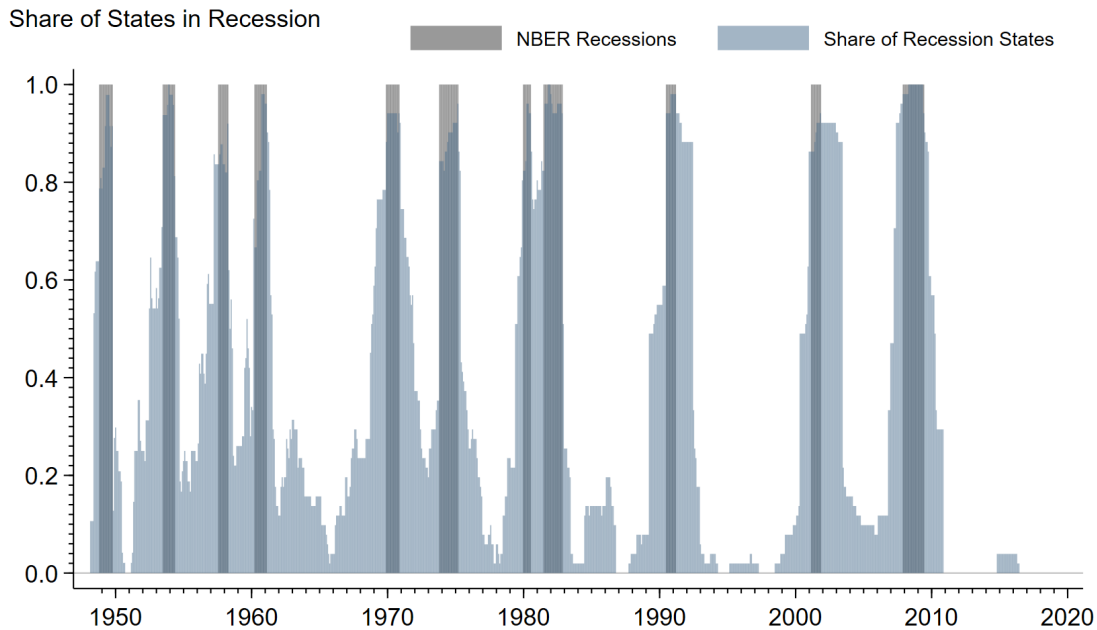 Share of States in Recession
NBER Recessions
Share of Recession States
1.0
0.8
0.6
0.4
0.2
0.0
1950 1960 1970 1980 1990 2000 2010 2020